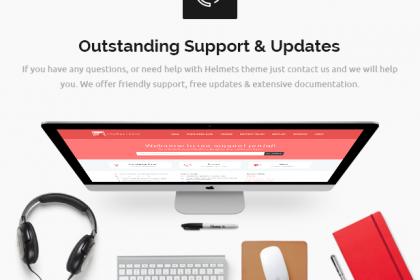 Outstanding Support & Updates
If you have any questions, or need help with Helmets theme just contact us and we will help
you. We offer friendly support, free updates & extensive documentation.
Welcome to our support portal!